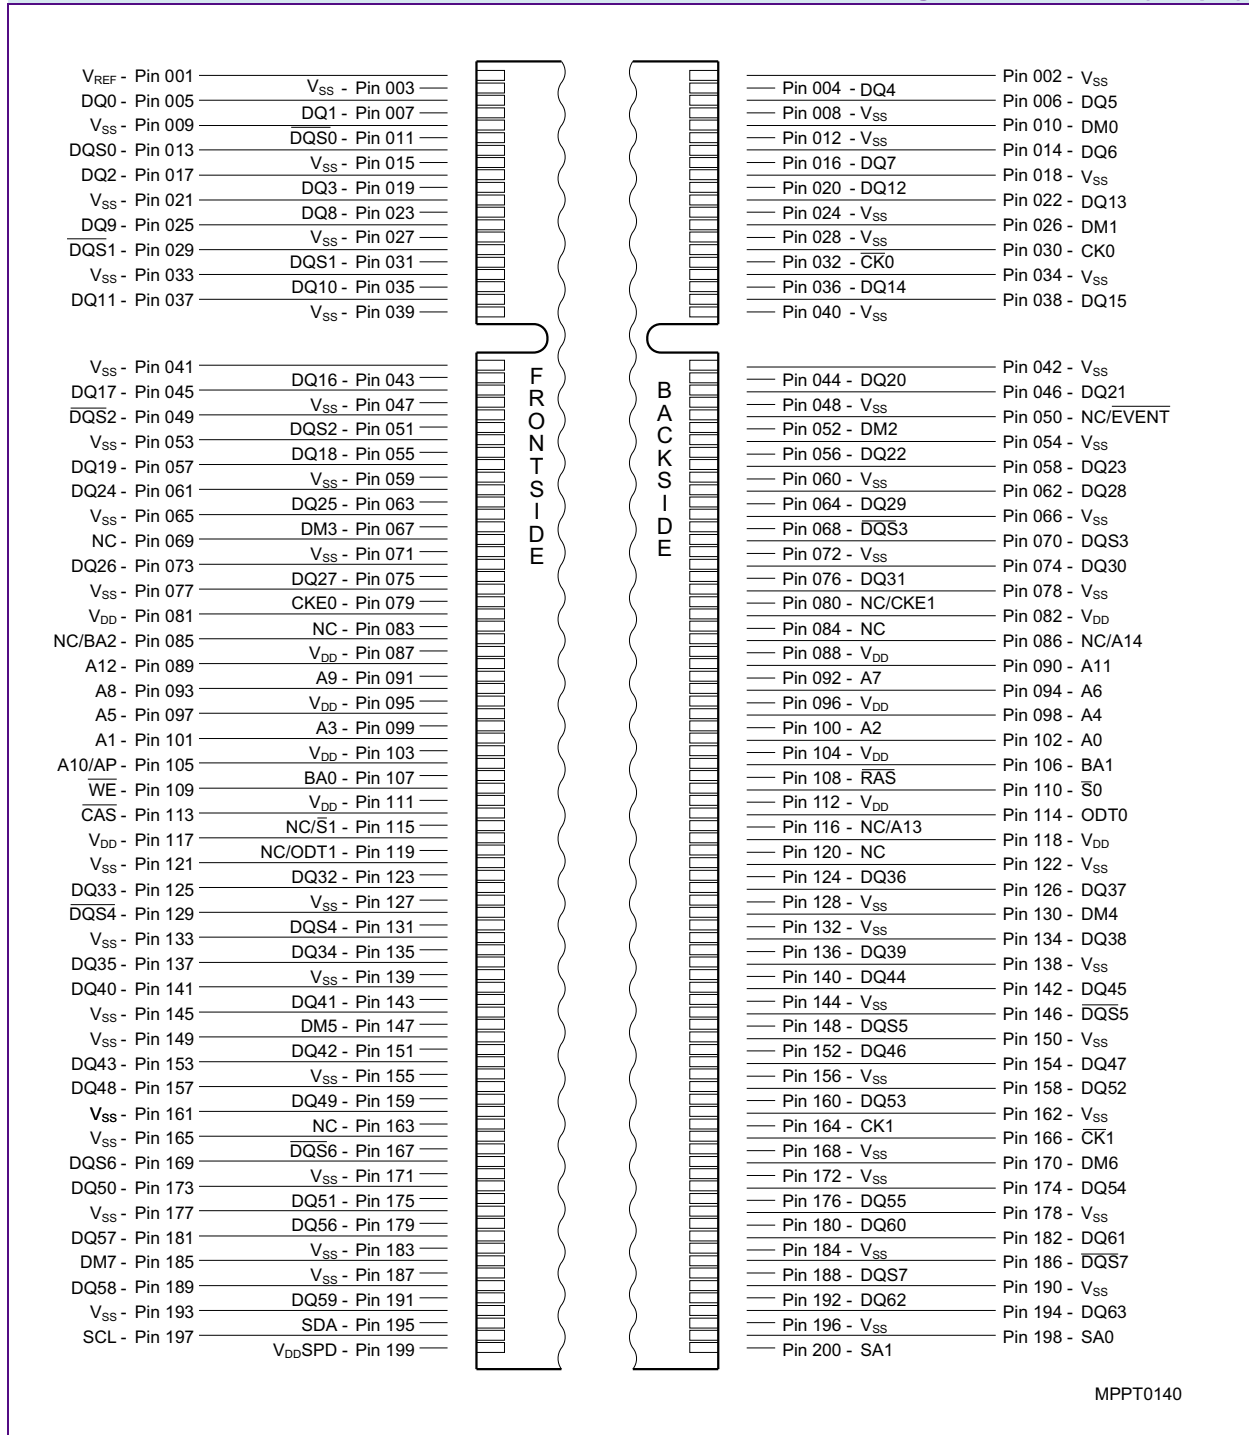 VREF - Pin 001
VSS - Pin 003
DQ0 - Pin 005
DQ1 - Pin 007
VSS - Pin 009
D̅Q̅S̅0 - Pin 011
DQS0 - Pin 013
VSS - Pin 015
DQ2 - Pin 017
DQ3 - Pin 019
VSS - Pin 021
DQ8 - Pin 023
DQ9 - Pin 025
VSS - Pin 027
D̅Q̅S̅1 - Pin 029
DQS1 - Pin 031
VSS - Pin 033
DQ10 - Pin 035
DQ11 - Pin 037
VSS - Pin 039
VSS - Pin 041
DQ16 - Pin 043
DQ17 - Pin 045
VSS - Pin 047
D̅Q̅S̅2 - Pin 049
DQS2 - Pin 051
VSS - Pin 053
DQ18 - Pin 055
DQ19 - Pin 057
VSS - Pin 059
DQ24 - Pin 061
DQ25 - Pin 063
VSS - Pin 065
DM3 - Pin 067
NC - Pin 069
VSS - Pin 071
DQ26 - Pin 073
DQ27 - Pin 075
VSS - Pin 077
CKE0 - Pin 079
VDD - Pin 081
NC - Pin 083
NC/BA2 - Pin 085
VDD - Pin 087
A12 - Pin 089
A9 - Pin 091
A8 - Pin 093
VDD - Pin 095
A5 - Pin 097
A3 - Pin 099
A1 - Pin 101
VDD - Pin 103
A10/AP - Pin 105
BA0 - Pin 107
W̅E̅ - Pin 109
VDD - Pin 111
C̅A̅S̅ - Pin 113
NC/S̅1 - Pin 115
VDD - Pin 117
NC/ODT1 - Pin 119
VSS - Pin 121
DQ32 - Pin 123
DQ33 - Pin 125
VSS - Pin 127
D̅Q̅S̅4 - Pin 129
DQS4 - Pin 131
VSS - Pin 133
DQ34 - Pin 135
DQ35 - Pin 137
VSS - Pin 139
DQ40 - Pin 141
DQ41 - Pin 143
VSS - Pin 145
DM5 - Pin 147
VSS - Pin 149
DQ42 - Pin 151
DQ43 - Pin 153
VSS - Pin 155
DQ48 - Pin 157
DQ49 - Pin 159
VSS - Pin 161
NC - Pin 163
VSS - Pin 165
D̅Q̅S̅6 - Pin 167
DQS6 - Pin 169
VSS - Pin 171
DQ50 - Pin 173
DQ51 - Pin 175
VSS - Pin 177
DQ56 - Pin 179
DQ57 - Pin 181
VSS - Pin 183
DM7 - Pin 185
VSS - Pin 187
DQ58 - Pin 189
DQ59 - Pin 191
VSS - Pin 193
SDA - Pin 195
SCL - Pin 197
VDDSPD - Pin 199
FRONTSIDE
BACKSIDE
Pin 002 - VSS
Pin 004 - DQ4
Pin 006 - DQ5
Pin 008 - VSS
Pin 010 - DM0
Pin 012 - VSS
Pin 014 - DQ6
Pin 016 - DQ7
Pin 018 - VSS
Pin 020 - DQ12
Pin 022 - DQ13
Pin 024 - VSS
Pin 026 - DM1
Pin 028 - VSS
Pin 030 - CK0
Pin 032 - C̅K̅0
Pin 034 - VSS
Pin 036 - DQ14
Pin 038 - DQ15
Pin 040 - VSS
Pin 042 - VSS
Pin 044 - DQ20
Pin 046 - DQ21
Pin 048 - VSS
Pin 050 - NC/E̅V̅E̅N̅T̅
Pin 052 - DM2
Pin 054 - VSS
Pin 056 - DQ22
Pin 058 - DQ23
Pin 060 - VSS
Pin 062 - DQ28
Pin 064 - DQ29
Pin 066 - VSS
Pin 068 - D̅Q̅S̅3
Pin 070 - DQS3
Pin 072 - VSS
Pin 074 - DQ30
Pin 076 - DQ31
Pin 078 - VSS
Pin 080 - NC/CKE1
Pin 082 - VDD
Pin 084 - NC
Pin 086 - NC/A14
Pin 088 - VDD
Pin 090 - A11
Pin 092 - A7
Pin 094 - A6
Pin 096 - VDD
Pin 098 - A4
Pin 100 - A2
Pin 102 - A0
Pin 104 - VDD
Pin 106 - BA1
Pin 108 - R̅A̅S̅
Pin 110 - S̅0
Pin 112 - VDD
Pin 114 - ODT0
Pin 116 - NC/A13
Pin 118 - VDD
Pin 120 - NC
Pin 122 - VSS
Pin 124 - DQ36
Pin 126 - DQ37
Pin 128 - VSS
Pin 130 - DM4
Pin 132 - VSS
Pin 134 - DQ38
Pin 136 - DQ39
Pin 138 - VSS
Pin 140 - DQ44
Pin 142 - DQ45
Pin 144 - VSS
Pin 146 - D̅Q̅S̅5
Pin 148 - DQS5
Pin 150 - VSS
Pin 152 - DQ46
Pin 154 - DQ47
Pin 156 - VSS
Pin 158 - DQ52
Pin 160 - DQ53
Pin 162 - VSS
Pin 164 - CK1
Pin 166 - C̅K̅1
Pin 168 - VSS
Pin 170 - DM6
Pin 172 - VSS
Pin 174 - DQ54
Pin 176 - DQ55
Pin 178 - VSS
Pin 180 - DQ60
Pin 182 - DQ61
Pin 184 - VSS
Pin 186 - D̅Q̅S̅7
Pin 188 - DQS7
Pin 190 - VSS
Pin 192 - DQ62
Pin 194 - DQ63
Pin 196 - VSS
Pin 198 - SA0
Pin 200 - SA1
MPPT0140